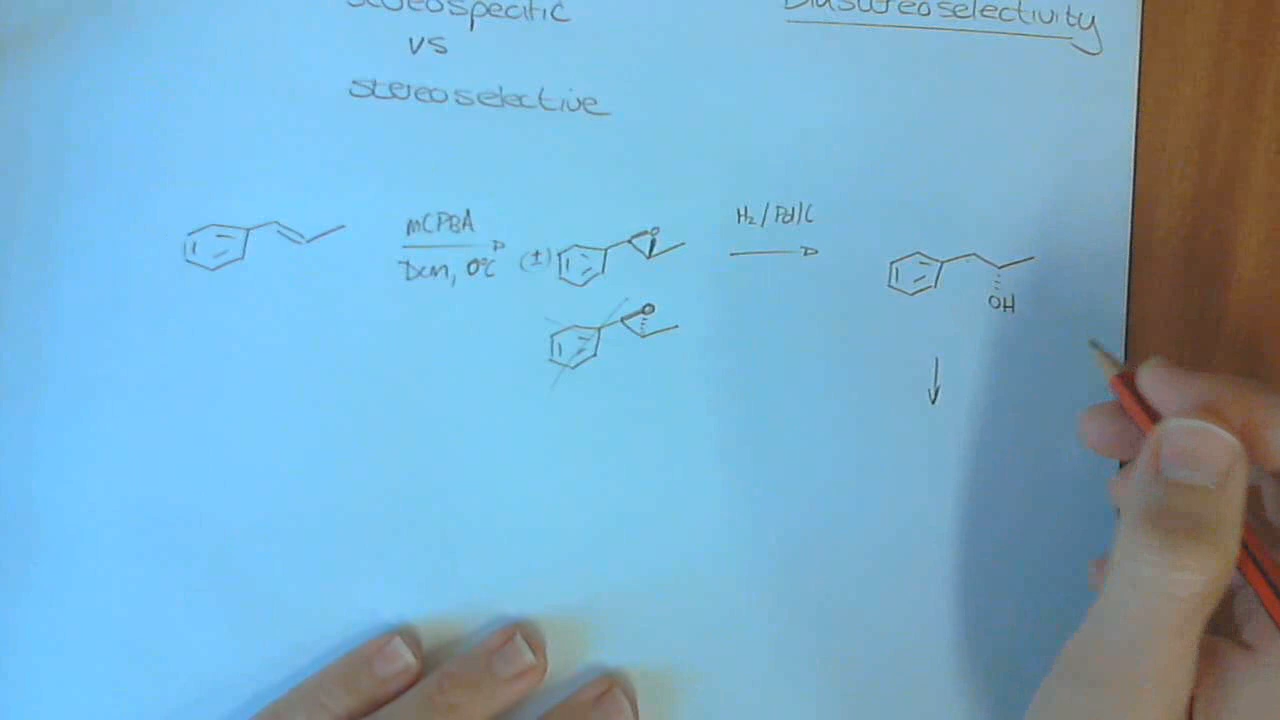 stereospecific
vs
stereoselective
Diastereoselectivity
mCPBA
Dcm, 0°C
(±)
O
H₂/Pd/C
OH
O